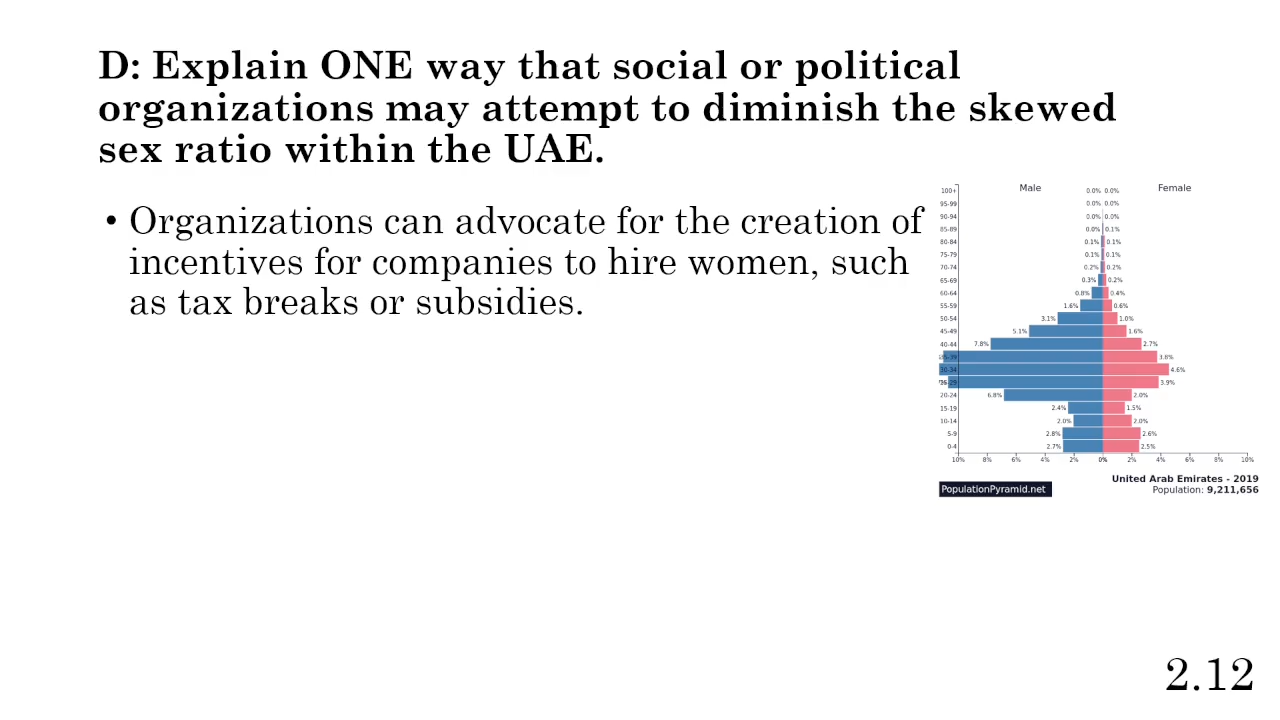 D: Explain ONE way that social or political
organizations may attempt to diminish the skewed
sex ratio within the UAE.
• Organizations can advocate for the creation of
incentives for companies to hire women, such
as tax breaks or subsidies.
Male Female
100+ 0.0% 0.0%
95-99 0.0% 0.0%
90-94 0.0% 0.0%
85-89 0.0% 0.1%
80-84 0.1% 0.1%
75-79 0.1% 0.1%
70-74 0.2% 0.2%
65-69 0.3% 0.2%
60-64 0.8% 0.4%
55-59 1.6% 0.6%
50-54 3.1% 1.0%
45-49 5.1% 1.6%
40-44 7.8% 2.7%
3.8%
30-34 4.6%
3.9%
20-24 6.8% 2.0%
15-19 2.4% 1.5%
10-14 2.0% 2.0%
5-9 2.8% 2.6%
0-4 2.7% 2.5%
10% 8% 6% 4% 2% 0% 2% 4% 6% 8% 10%
United Arab Emirates - 2019
PopulationPyramid.net Population: 9,211,656
2.12